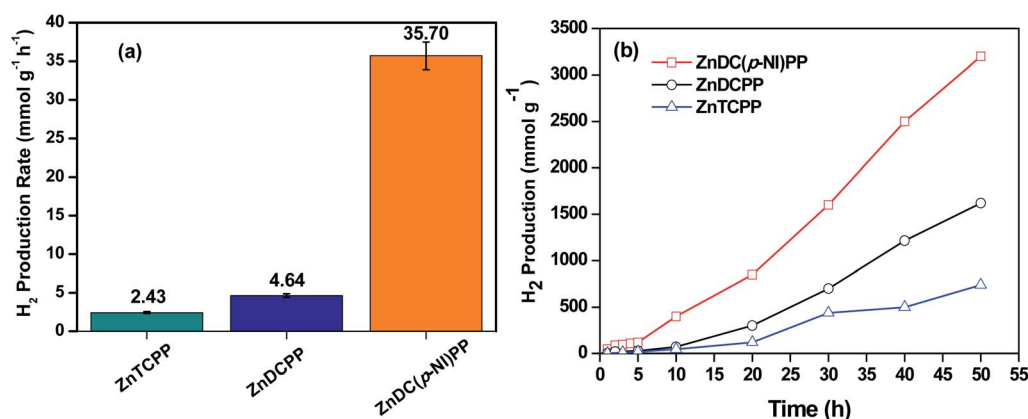 (a)
H₂ Production Rate (mmol g⁻¹ h⁻¹)
40
35
30
25
20
15
10
5
0
2.43
4.64
35.70
ZnTCPP
ZnDCPP
ZnDC(p-NI)PP
(b)
H₂ Production (mmol g⁻¹)
3500
3000
2500
2000
1500
1000
500
0
ZnDC(p-NI)PP
ZnDCPP
ZnTCPP
0 5 10 15 20 25 30 35 40 45 50 55
Time (h)